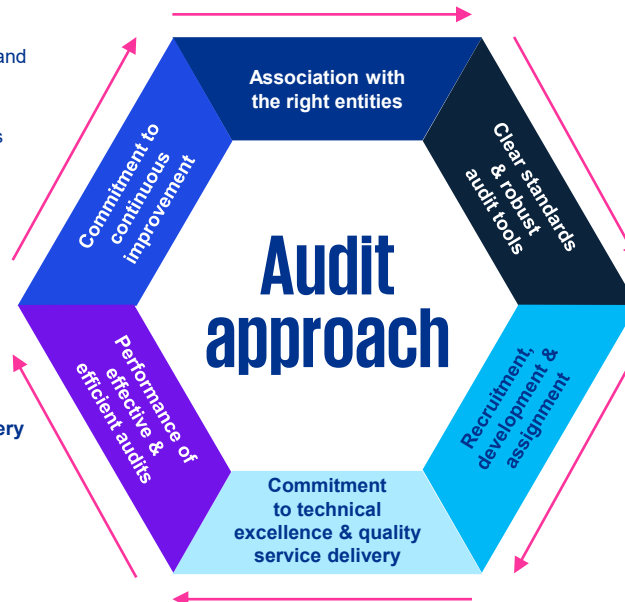 and
s
ery
Association with
the right entities
Clear standards
& robust
audit tools
Recruitment,
development &
assignment
Commitment
to technical
excellence & quality
service delivery
Performance of
effective &
efficient audits
Commitment to
continuous
improvement
Audit
approach